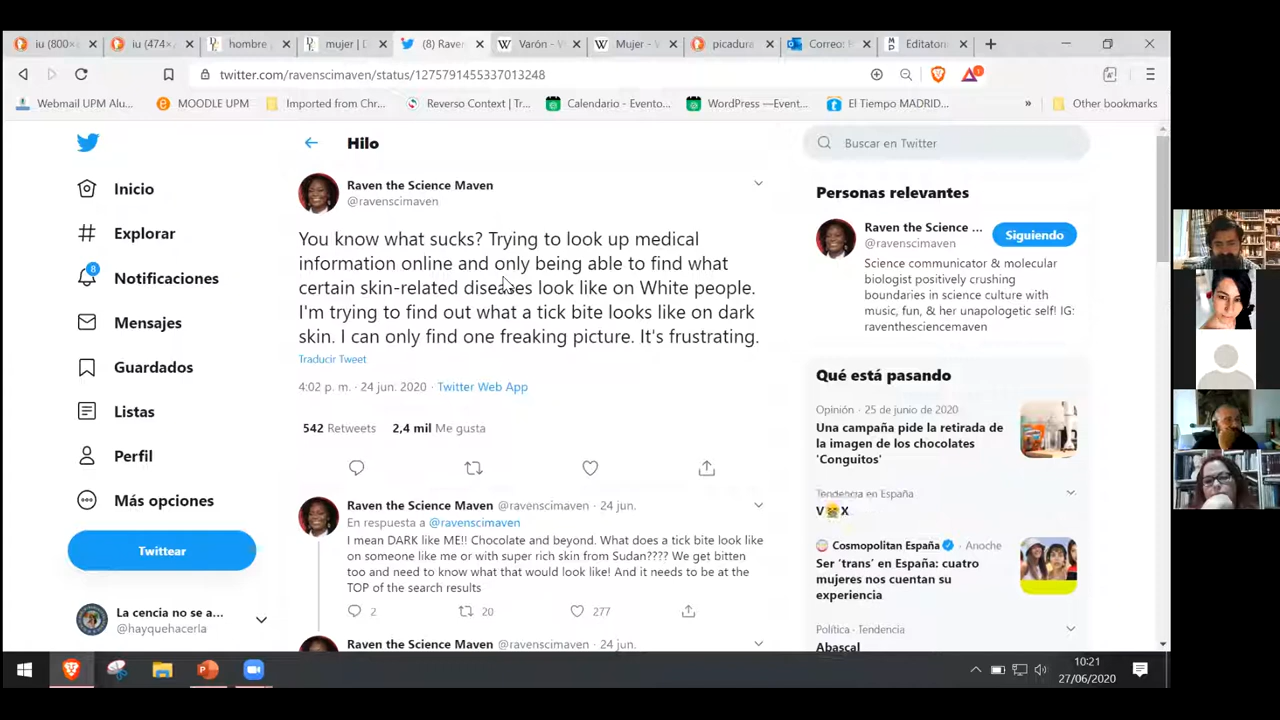 iu (800×
iu (474×
hombre
mujer | D
(8) Rave
Varón - W
Mujer - W
picadura
Correo: R
Editaton
twitter.com/ravenscimaven/status/1275791455337013248
Webmail UPM Alu...
MOODLE UPM
Imported from Chr...
Reverso Context | Tr...
Calendario - Evento...
WordPress —Event...
El Tiempo MADRID...
»
Other bookmarks
Inicio
Explorar
8
Notificaciones
Mensajes
Guardados
Listas
Perfil
Más opciones
Twittear
La cencia no se a...
@hayquehacerla
Hilo
Raven the Science Maven
@ravenscimaven
You know what sucks? Trying to look up medical
information online and only being able to find what
certain skin-related diseases look like on White people.
I'm trying to find out what a tick bite looks like on dark
skin. I can only find one freaking picture. It's frustrating.
Traducir Tweet
4:02 p. m. · 24 jun. 2020 · Twitter Web App
542 Retweets 2,4 mil Me gusta
Raven the Science Maven @ravenscimaven · 24 jun.
En respuesta a @ravenscimaven
I mean DARK like ME!! Chocolate and beyond. What does a tick bite look like
on someone like me or with super rich skin from Sudan???? We get bitten
too and need to know what that would look like! And it needs to be at the
TOP of the search results
2 20 277
Raven the Science Maven @ravenscimaven · 24 jun.
Buscar en Twitter
Personas relevantes
Raven the Science ...
@ravenscimaven
Siguiendo
Science communicator & molecular
biologist positively crushing
boundaries in science culture with
music, fun, & her unapologetic self! IG:
raventhesciencemaven
Qué está pasando
Opinión · 25 de junio de 2020
Una campaña pide la retirada de
la imagen de los chocolates
'Conguitos'
Tendencia en España
V😭X
Cosmopolitan España · Anoche
Ser 'trans' en España: cuatro
mujeres nos cuentan su
experiencia
Política · Tendencia
Abascal
10:21
27/06/2020